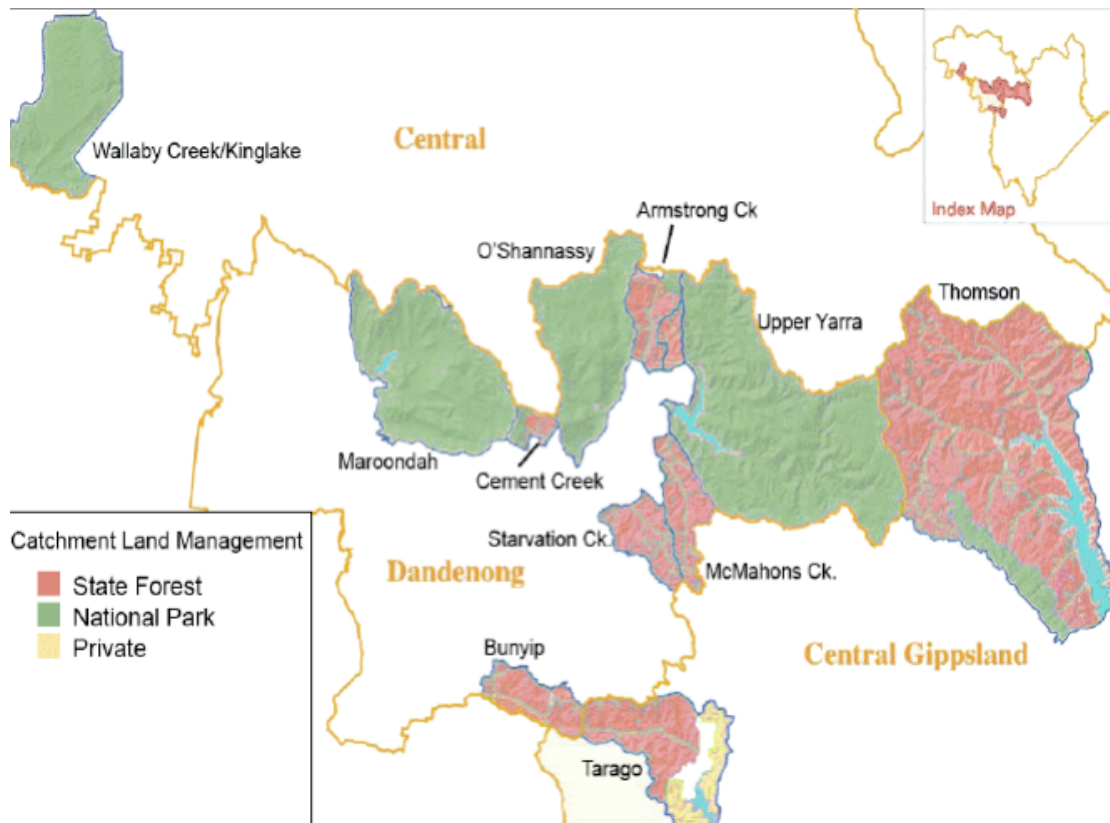 Wallaby Creek/Kinglake
Central
Index Map
Armstrong Ck
O'Shannassy
Thomson
Upper Yarra
Maroondah
Cement Creek
Starvation Ck.
McMahons Ck.
Dandenong
Central Gippsland
Bunyip
Tarago
Catchment Land Management
State Forest
National Park
Private